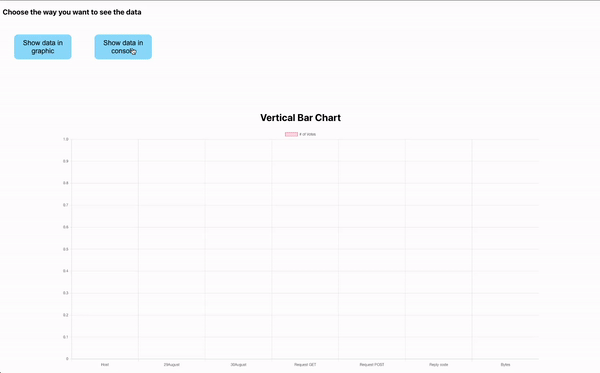 Choose the way you want to see the data
Show data in
graphic
Show data in
console
Vertical Bar Chart
# of Votes
1.0
0.9
0.8
0.7
0.6
0.5
0.4
0.3
0.2
0.1
0
Host
29August
30August
Request GET
Request POST
Reply code
Bytes